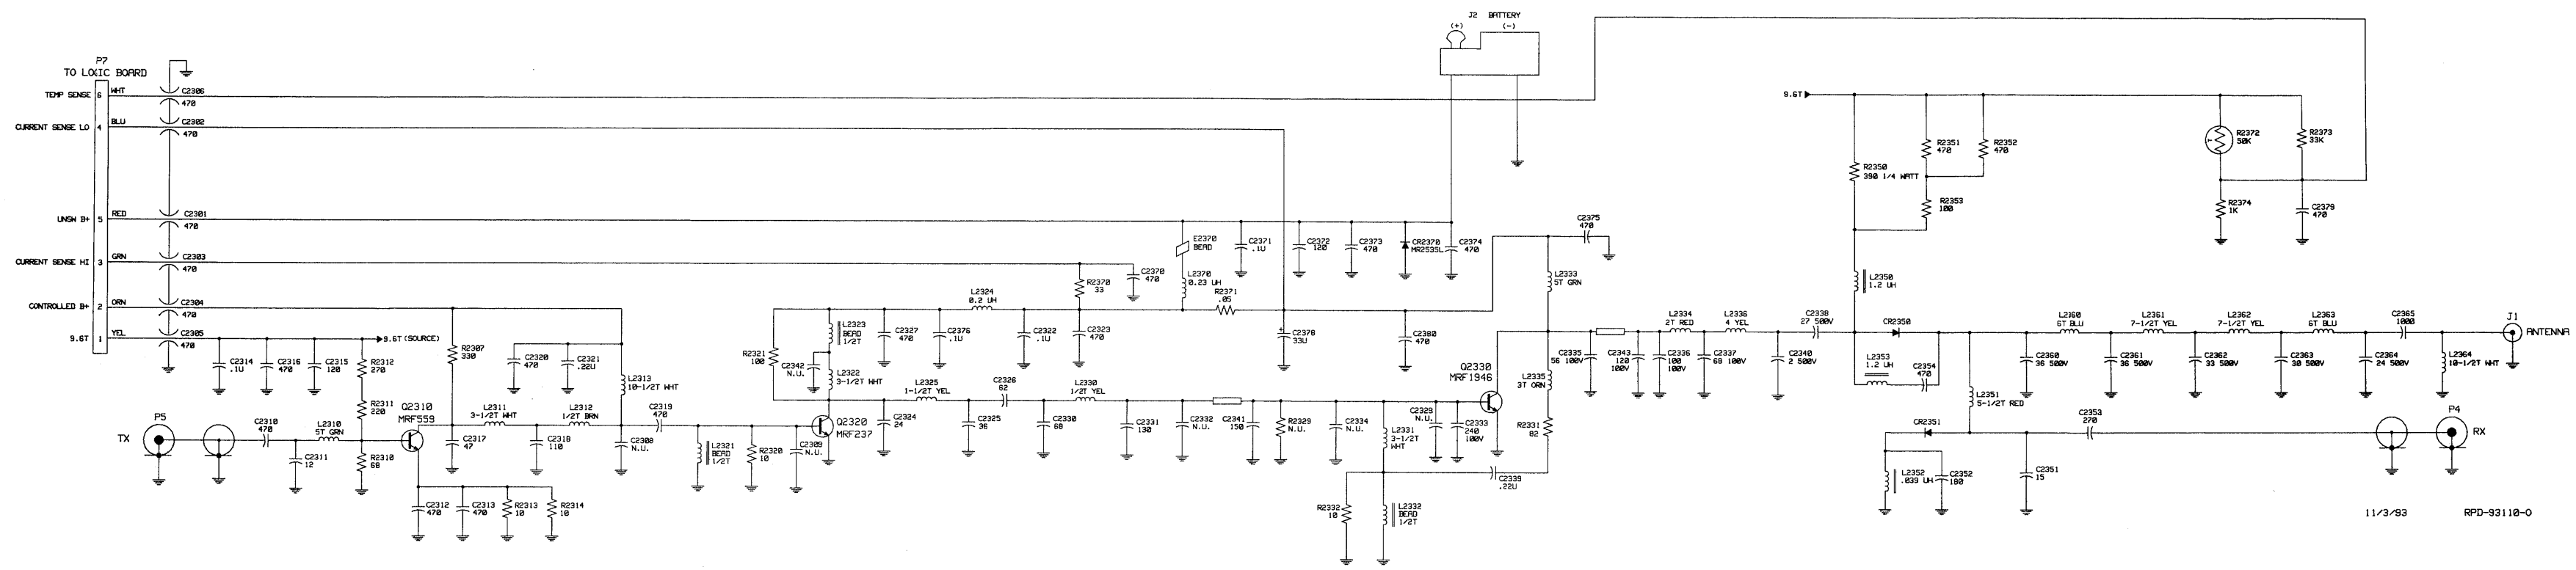 J2 BATTERY
(+)
(-)
P7
TO LOGIC BOARD
TEMP SENSE 6 WHT
C2306
470
CURRENT SENSE LO 4 BLU
C2302
470
UNSW B+ 5 RED
C2301
470
CURRENT SENSE HI 3 GRN
C2303
470
CONTROLLED B+ 2 ORN
C2304
470
9.6T 1 YEL
C2305
470
9.6T (SOURCE)
C2314
.1U
C2316
470
C2315
120
R2312
270
R2311
220
R2310
68
P5
TX
C2310
470
C2311
12
L2310
5T GRN
Q2310
MRF559
R2307
330
C2312
470
C2313
470
R2313
10
R2314
10
C2317
47
L2311
3-1/2T WHT
C2318
110
L2312
1/2T BRN
C2320
470
C2321
.22U
L2313
10-1/2T WHT
C2308
N.U.
C2319
470
L2321
BEAD
1/2T
R2320
10
C2309
N.U.
Q2320
MRF237
R2321
100
C2342
N.U.
L2323
BEAD
1/2T
L2322
3-1/2T WHT
C2327
470
C2376
.1U
L2324
0.2 UH
C2322
.1U
C2323
470
R2370
33
C2370
470
E2370
BEAD
L2370
0.23 UH
R2371
.05
C2371
.1U
C2372
120
C2373
470
CR2370
MR2535L
C2374
470
C2378
33U
+
C2380
470
C2324
24
L2325
1-1/2T YEL
C2325
36
C2326
62
C2330
68
L2330
1/2T YEL
C2331
130
C2332
N.U.
C2341
150
R2329
N.U.
C2334
N.U.
L2331
3-1/2T
WHT
C2329
N.U.
C2333
240
100V
Q2330
MRF1946
R2332
10
L2332
BEAD
1/2T
C2339
.22U
R2331
82
L2335
3T ORN
L2333
5T GRN
C2375
470
C2335
56 100V
C2343
120
100V
C2336
100
100V
L2334
2T RED
C2337
68 100V
L2336
4 YEL
C2340
2 500V
C2338
27 500V
9.6T
R2350
390 1/4 WATT
R2351
470
R2352
470
R2353
100
L2350
1.2 UH
CR2350
L2353
1.2 UH
C2354
470
L2351
5-1/2T RED
CR2351
L2352
.039 UH
C2352
180
C2351
15
C2353
270
R2372
50K
T
R2373
33K
R2374
1K
C2379
470
L2360
6T BLU
C2360
36 500V
L2361
7-1/2T YEL
C2361
36 500V
L2362
7-1/2T YEL
C2362
33 500V
L2363
6T BLU
C2363
30 500V
C2364
24 500V
C2365
1000
L2364
10-1/2T WHT
J1
ANTENNA
P4
RX
11/3/93
RPD-93110-O